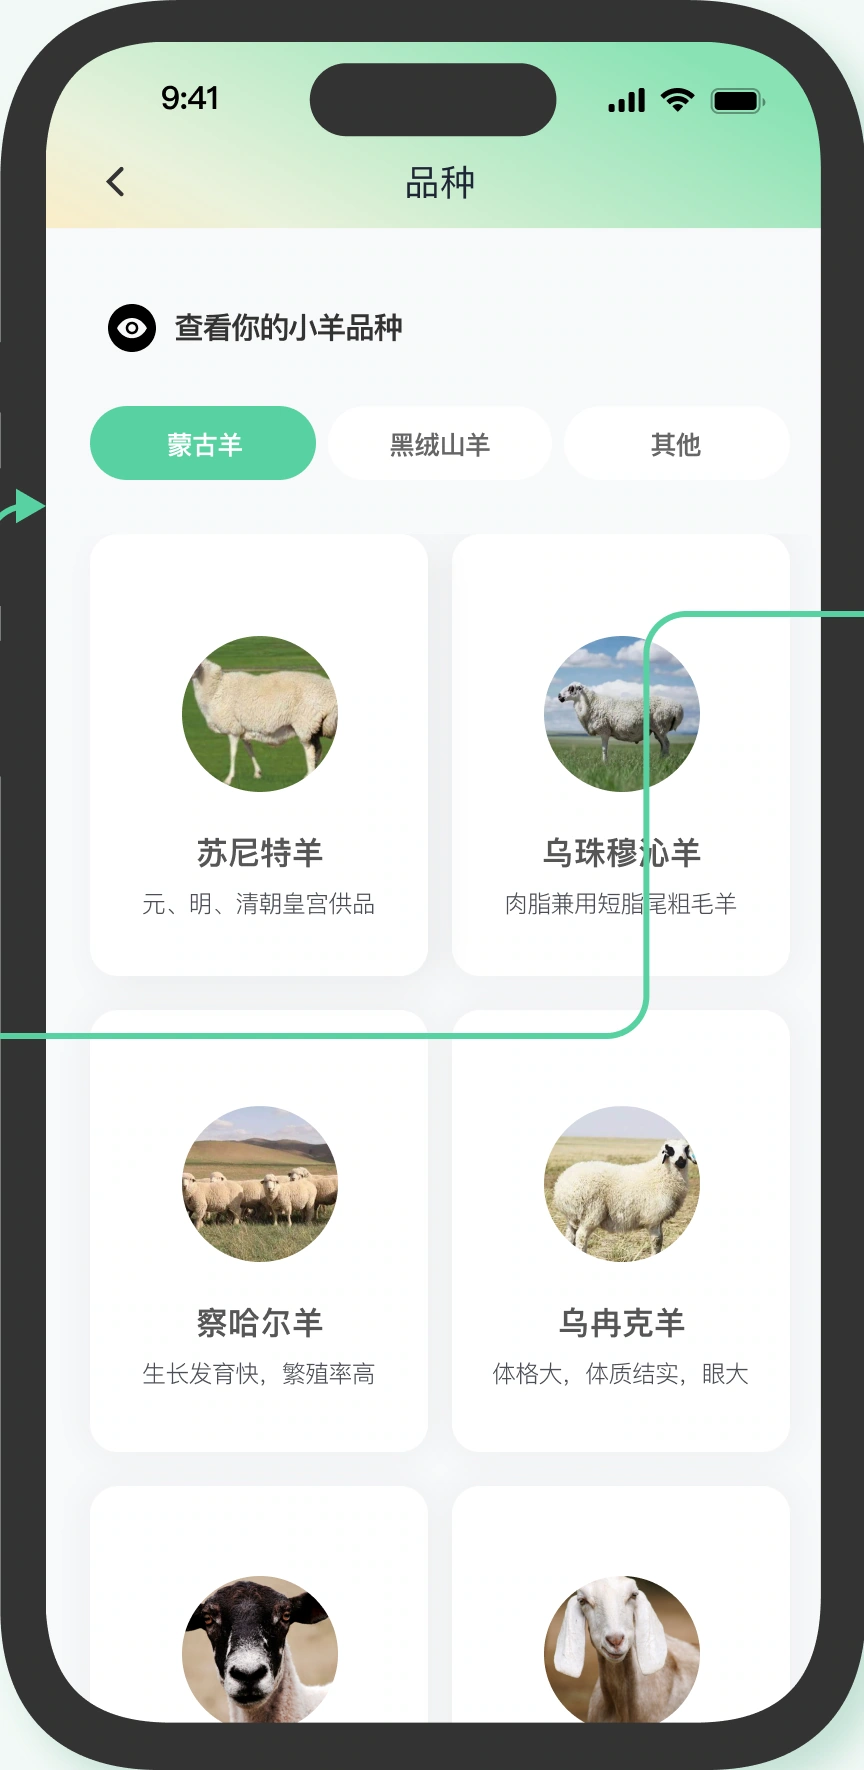 9:41
品种
查看你的小羊品种
蒙古羊
黑绒山羊
其他
苏尼特羊
乌珠穆沁羊
元、明、清朝皇宫供品
肉脂兼用短脂尾粗毛羊
察哈尔羊
乌冉克羊
生长发育快，繁殖率高
体格大，体质结实，眼大